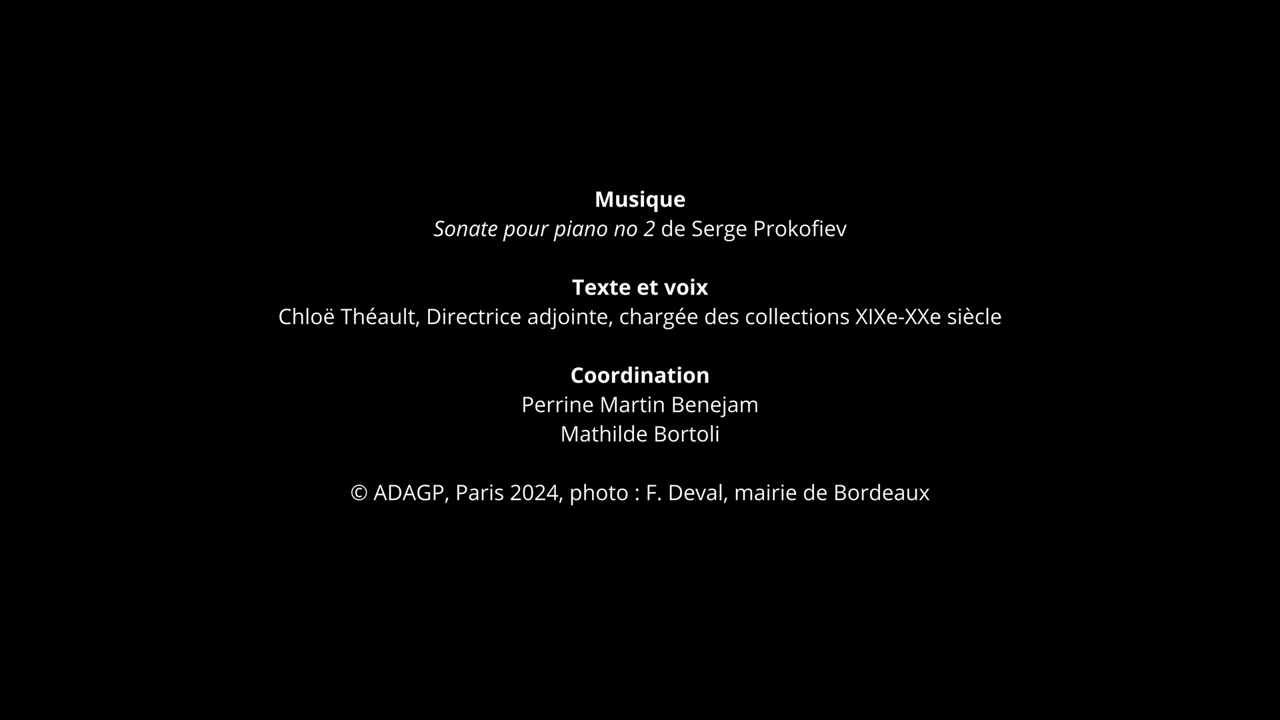 Musique
Sonate pour piano no 2 de Serge Prokofiev
Texte et voix
Chloë Théault, Directrice adjointe, chargée des collections XIXe-XXe siècle
Coordination
Perrine Martin Benejam
Mathilde Bortoli
© ADAGP, Paris 2024, photo : F. Deval, mairie de Bordeaux